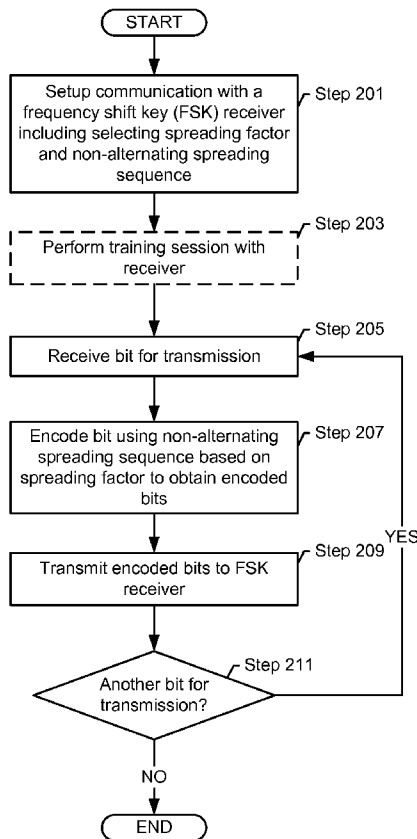 START
Setup communication with a
frequency shift key (FSK) receiver
including selecting spreading factor
and non-alternating spreading
sequence
Step 201
Perform training session with
receiver
Step 203
Receive bit for transmission
Step 205
Encode bit using non-alternating
spreading sequence based on
spreading factor to obtain encoded
bits
Step 207
Transmit encoded bits to FSK
receiver
Step 209
Another bit for
transmission?
Step 211
YES
NO
END